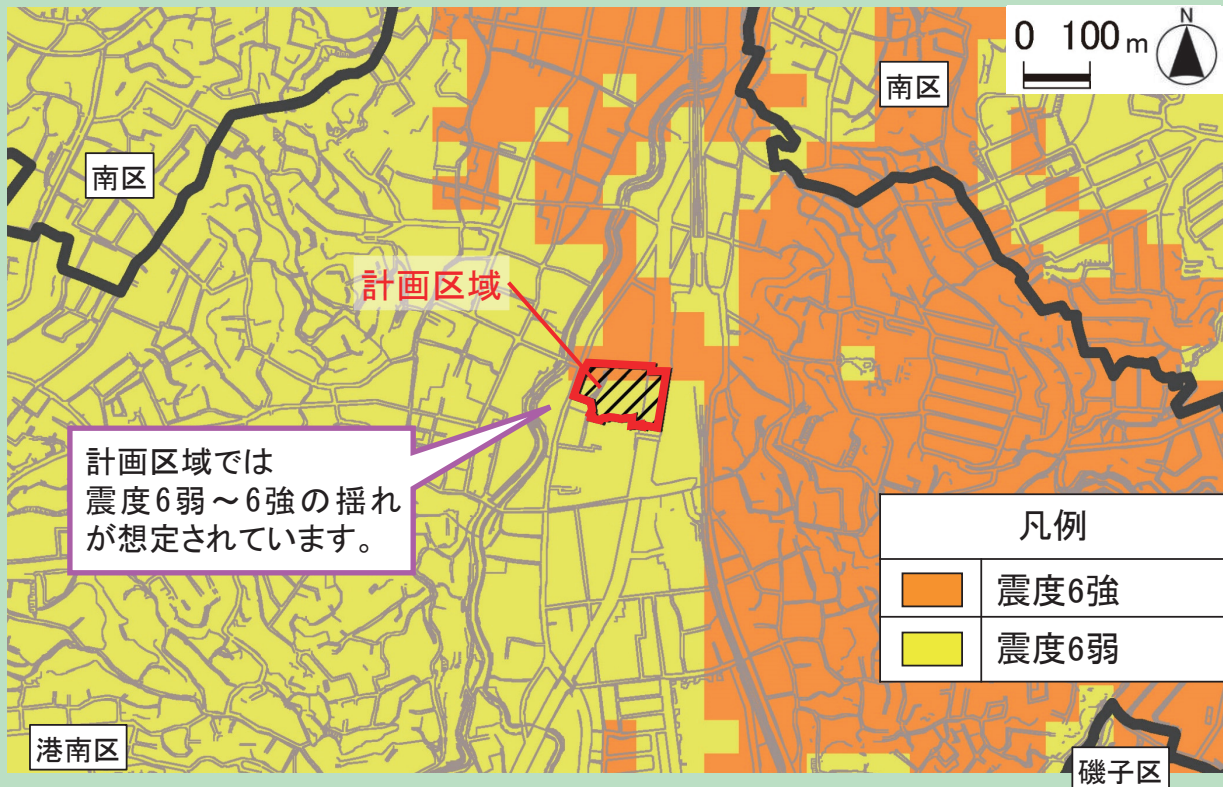 0 100m
N
南区
南区
計画区域
計画区域では
震度6弱～6強の揺れ
が想定されています。
凡例
震度6強
震度6弱
港南区
磯子区